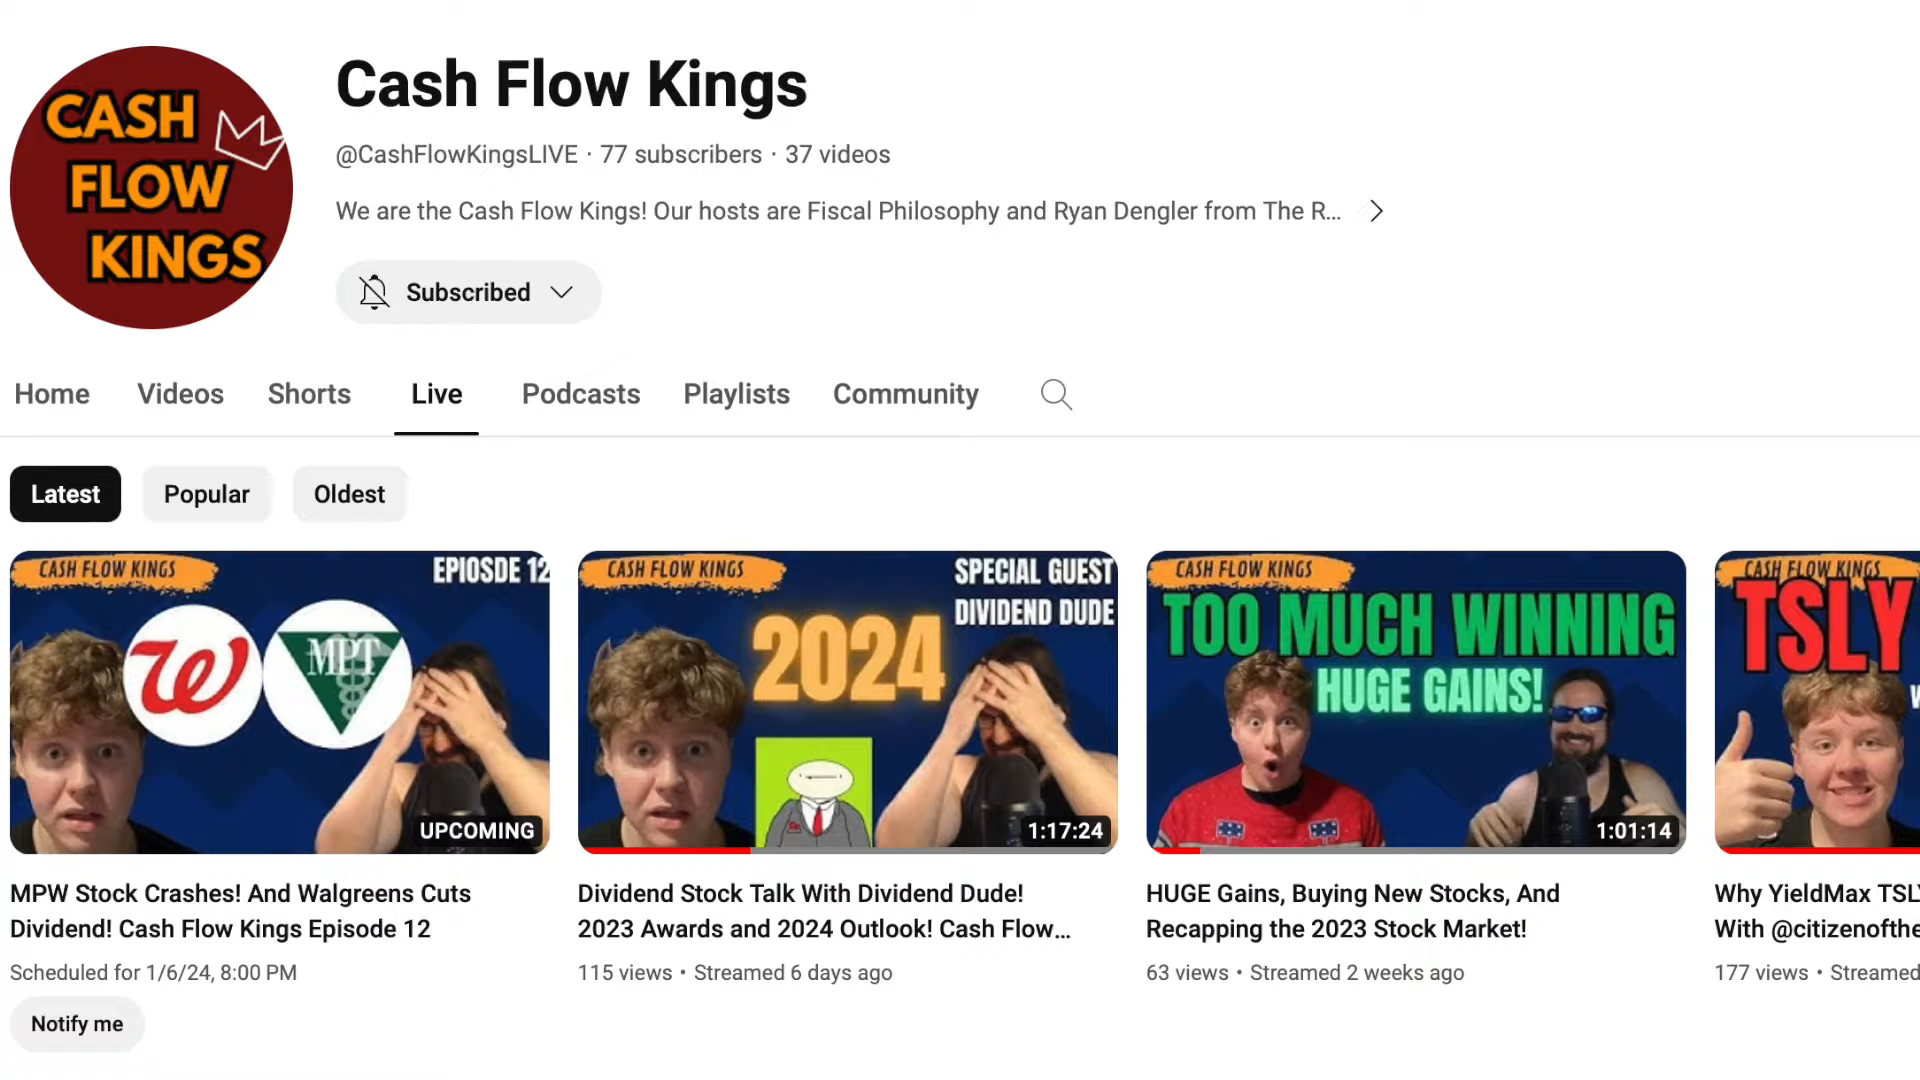 CASH
FLOW
KINGS
Cash Flow Kings
@CashFlowKingsLIVE · 77 subscribers · 37 videos
We are the Cash Flow Kings! Our hosts are Fiscal Philosophy and Ryan Dengler from The R...
Subscribed
Home Videos Shorts Live Podcasts Playlists Community
Latest Popular Oldest
CASH FLOW KINGS EPIOSDE 12
MPT
UPCOMING
MPW Stock Crashes! And Walgreens Cuts
Dividend! Cash Flow Kings Episode 12
Scheduled for 1/6/24, 8:00 PM
Notify me
CASH FLOW KINGS SPECIAL GUEST
DIVIDEND DUDE
2024
1:17:24
Dividend Stock Talk With Dividend Dude!
2023 Awards and 2024 Outlook! Cash Flow...
115 views • Streamed 6 days ago
CASH FLOW KINGS
TOO MUCH WINNING
HUGE GAINS!
1:01:14
HUGE Gains, Buying New Stocks, And
Recapping the 2023 Stock Market!
63 views • Streamed 2 weeks ago
CASH FLOW KINGS
TSLY
Why YieldMax TSLY
With @citizenofthe
177 views • Streamed